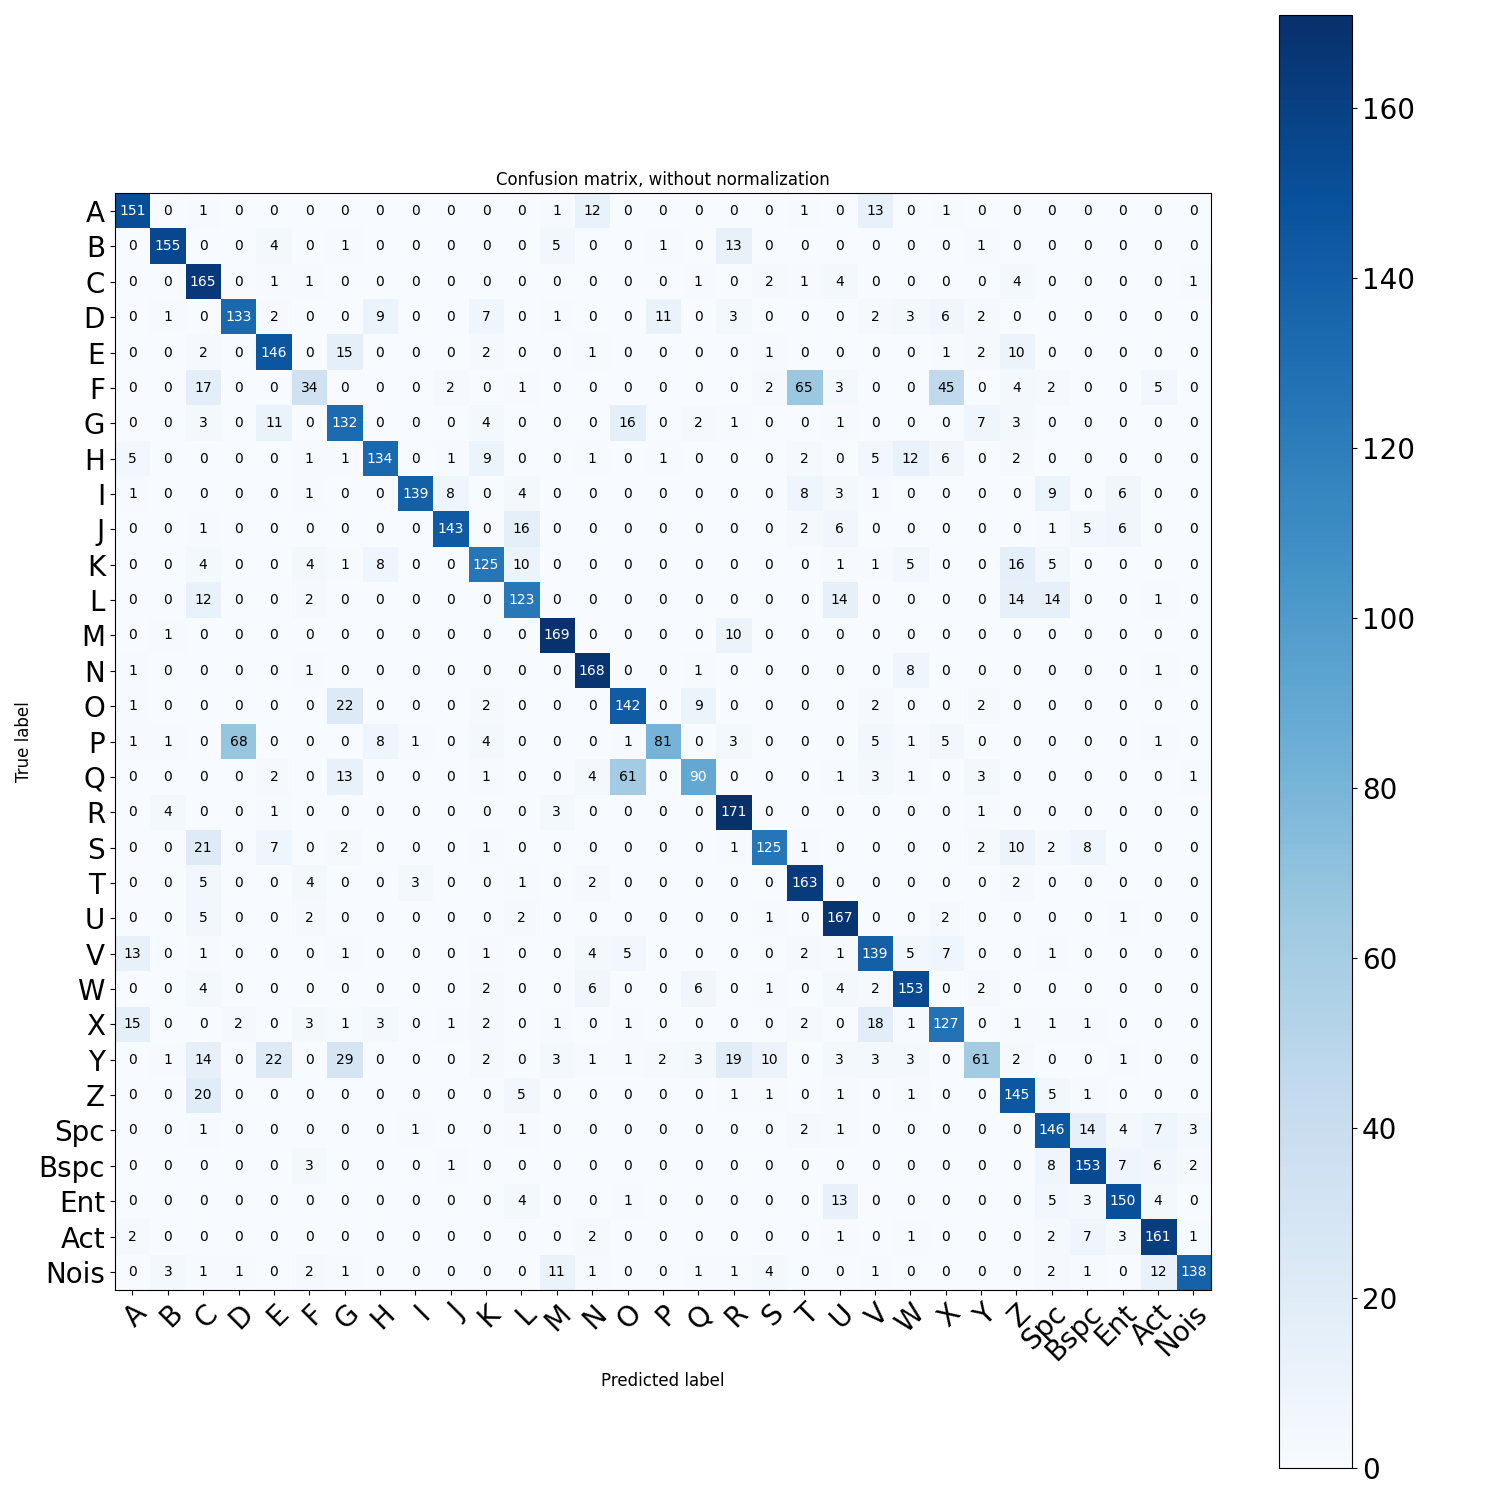 Confusion matrix, without normalization
A 151 0 1 0 0 0 0 0 0 0 0 0 1 12 0 0 0 0 0 1 0 13 0 1 0 0 0 0 0 0 0
B 0 155 0 0 4 0 1 0 0 0 0 0 5 0 0 1 0 13 0 0 0 0 0 0 1 0 0 0 0 0 0
C 0 0 165 0 1 1 0 0 0 0 0 0 0 0 0 0 1 0 2 1 4 0 0 0 0 4 0 0 0 0 1
D 0 1 0 133 2 0 0 9 0 0 7 0 1 0 0 11 0 3 0 0 0 2 3 6 2 0 0 0 0 0 0
E 0 0 2 0 146 0 15 0 0 0 2 0 0 1 0 0 0 0 1 0 0 0 0 1 2 10 0 0 0 0 0
F 0 0 17 0 0 34 0 0 0 2 0 1 0 0 0 0 0 0 2 65 3 0 0 45 0 4 2 0 0 5 0
G 0 0 3 0 11 0 132 0 0 0 4 0 0 0 16 0 2 1 0 0 1 0 0 0 7 3 0 0 0 0 0
H 5 0 0 0 0 1 1 134 0 1 9 0 0 1 0 1 0 0 0 2 0 5 12 6 0 2 0 0 0 0 0
I 1 0 0 0 0 1 0 0 139 8 0 4 0 0 0 0 0 0 0 8 3 1 0 0 0 0 9 0 6 0 0
J 0 0 1 0 0 0 0 0 0 143 0 16 0 0 0 0 0 0 0 2 6 0 0 0 0 0 1 5 6 0 0
K 0 0 4 0 0 4 1 8 0 0 125 10 0 0 0 0 0 0 0 0 1 1 5 0 0 16 5 0 0 0 0
L 0 0 12 0 0 2 0 0 0 0 0 123 0 0 0 0 0 0 0 0 14 0 0 0 0 14 14 0 0 1 0
M 0 1 0 0 0 0 0 0 0 0 0 0 169 0 0 0 0 10 0 0 0 0 0 0 0 0 0 0 0 0 0
N 1 0 0 0 0 1 0 0 0 0 0 0 0 168 0 0 1 0 0 0 0 0 8 0 0 0 0 0 0 1 0
O 1 0 0 0 0 0 22 0 0 0 2 0 0 0 142 0 9 0 0 0 0 2 0 0 2 0 0 0 0 0 0
P 1 1 0 68 0 0 0 8 1 0 4 0 0 0 1 81 0 3 0 0 0 5 1 5 0 0 0 0 0 1 0
Q 0 0 0 0 2 0 13 0 0 0 1 0 0 4 61 0 90 0 0 0 1 3 1 0 3 0 0 0 0 0 1
R 0 4 0 0 1 0 0 0 0 0 0 0 3 0 0 0 0 171 0 0 0 0 0 0 1 0 0 0 0 0 0
S 0 0 21 0 7 0 2 0 0 0 1 0 0 0 0 0 0 1 125 1 0 0 0 0 2 10 2 8 0 0 0
T 0 0 5 0 0 4 0 0 3 0 0 1 0 2 0 0 0 0 0 163 0 0 0 0 0 2 0 0 0 0 0
U 0 0 5 0 0 2 0 0 0 0 0 2 0 0 0 0 0 0 1 0 167 0 0 2 0 0 0 0 1 0 0
V 13 0 1 0 0 0 1 0 0 0 1 0 0 4 5 0 0 0 0 2 1 139 5 7 0 0 1 0 0 0 0
W 0 0 4 0 0 0 0 0 0 0 2 0 0 6 0 0 6 0 1 0 4 2 153 0 2 0 0 0 0 0 0
X 15 0 0 2 0 3 1 3 0 1 2 0 1 0 1 0 0 0 0 2 0 18 1 127 0 1 1 1 0 0 0
Y 0 1 14 0 22 0 29 0 0 0 2 0 3 1 1 2 3 19 10 0 3 3 3 0 61 2 0 0 1 0 0
Z 0 0 20 0 0 0 0 0 0 0 0 5 0 0 0 0 0 1 1 0 1 0 1 0 0 145 5 1 0 0 0
Spc 0 0 1 0 0 0 0 0 1 0 0 1 0 0 0 0 0 0 0 2 1 0 0 0 0 0 146 14 4 7 3
Bspc 0 0 0 0 0 3 0 0 0 1 0 0 0 0 0 0 0 0 0 0 0 0 0 0 0 0 8 153 7 6 2
Ent 0 0 0 0 0 0 0 0 0 0 0 4 0 0 1 0 0 0 0 0 13 0 0 0 0 0 5 3 150 4 0
Act 2 0 0 0 0 0 0 0 0 0 0 0 0 2 0 0 0 0 0 0 1 0 1 0 0 0 2 7 3 161 1
Nois 0 3 1 1 0 2 1 0 0 0 0 0 11 1 0 0 1 1 4 0 0 1 0 0 0 0 2 1 0 12 138
A B C D E F G H I J K L M N O P Q R S T U V W X Y Z Spc Bspc Ent Act Nois
True label
Predicted label
160
140
120
100
80
60
40
20
0